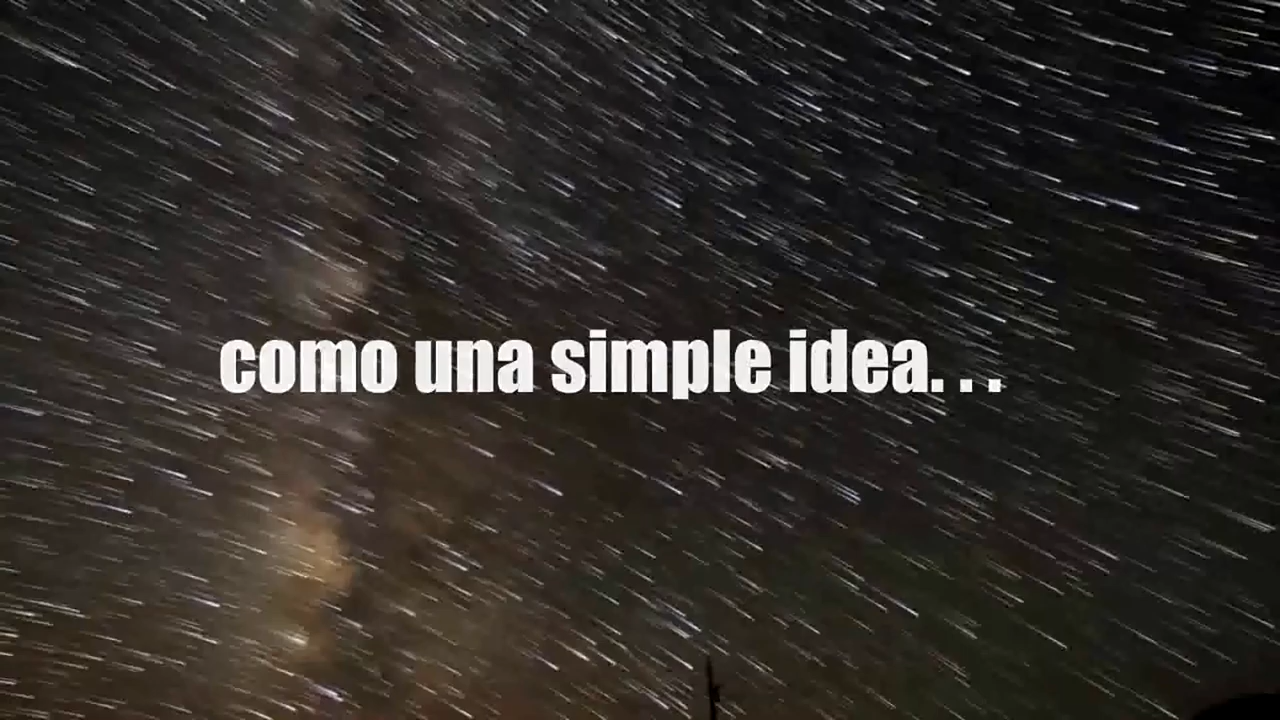 como una simple idea. . .